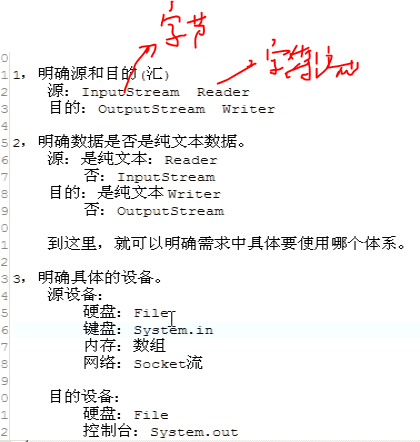 字节
字符流
0
1 1，明确源和目的(汇)
2 源：InputStream Reader
3 目的：OutputStream Writer
4
5 2，明确数据是否是纯文本数据。
6 源：是纯文本：Reader
7 否：InputStream
8 目的：是纯文本 Writer
9 否：OutputStream
0
1 到这里，就可以明确需求中具体要使用哪个体系。
2
3 3，明确具体的设备。
4 源设备：
5 硬盘：File
6 键盘：System.in
7 内存：数组
8 网络：Socket流
9
0 目的设备：
1 硬盘：File
2 控制台：System.out